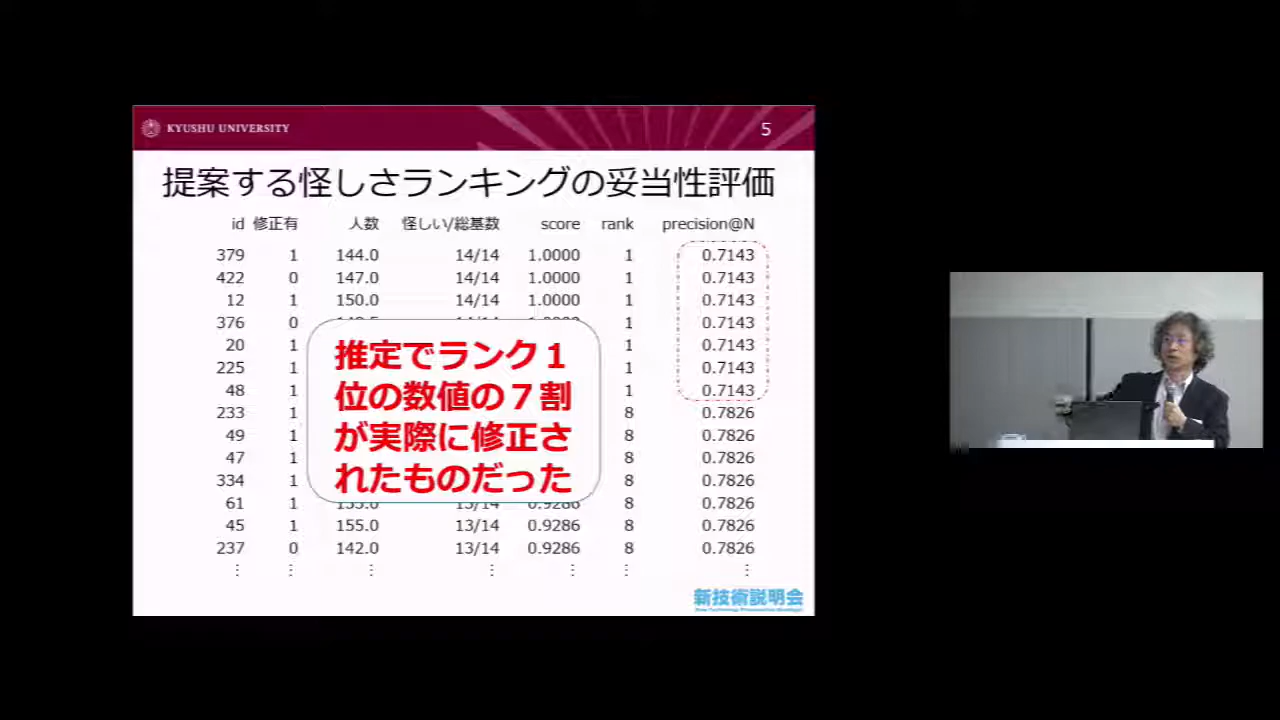 KYUSHU UNIVERSITY
5
提案する怪しさランキングの妥当性評価
id 修正有 人数 怪しい/総基数 score rank precision@N
379 1 144.0 14/14 1.0000 1 0.7143
422 0 147.0 14/14 1.0000 1 0.7143
12 1 150.0 14/14 1.0000 1 0.7143
376 0 1 0.7143
20 1 1 0.7143
225 1 1 0.7143
48 1 1 0.7143
233 1 8 0.7826
49 1 8 0.7826
47 1 8 0.7826
334 1 8 0.7826
61 1 8 0.7826
45 1 155.0 13/14 0.9286 8 0.7826
237 0 142.0 13/14 0.9286 8 0.7826
⋮ ⋮ ⋮ ⋮ ⋮ ⋮ ⋮
推定でランク１
位の数値の７割
が実際に修正さ
れたものだった
新技術説明会